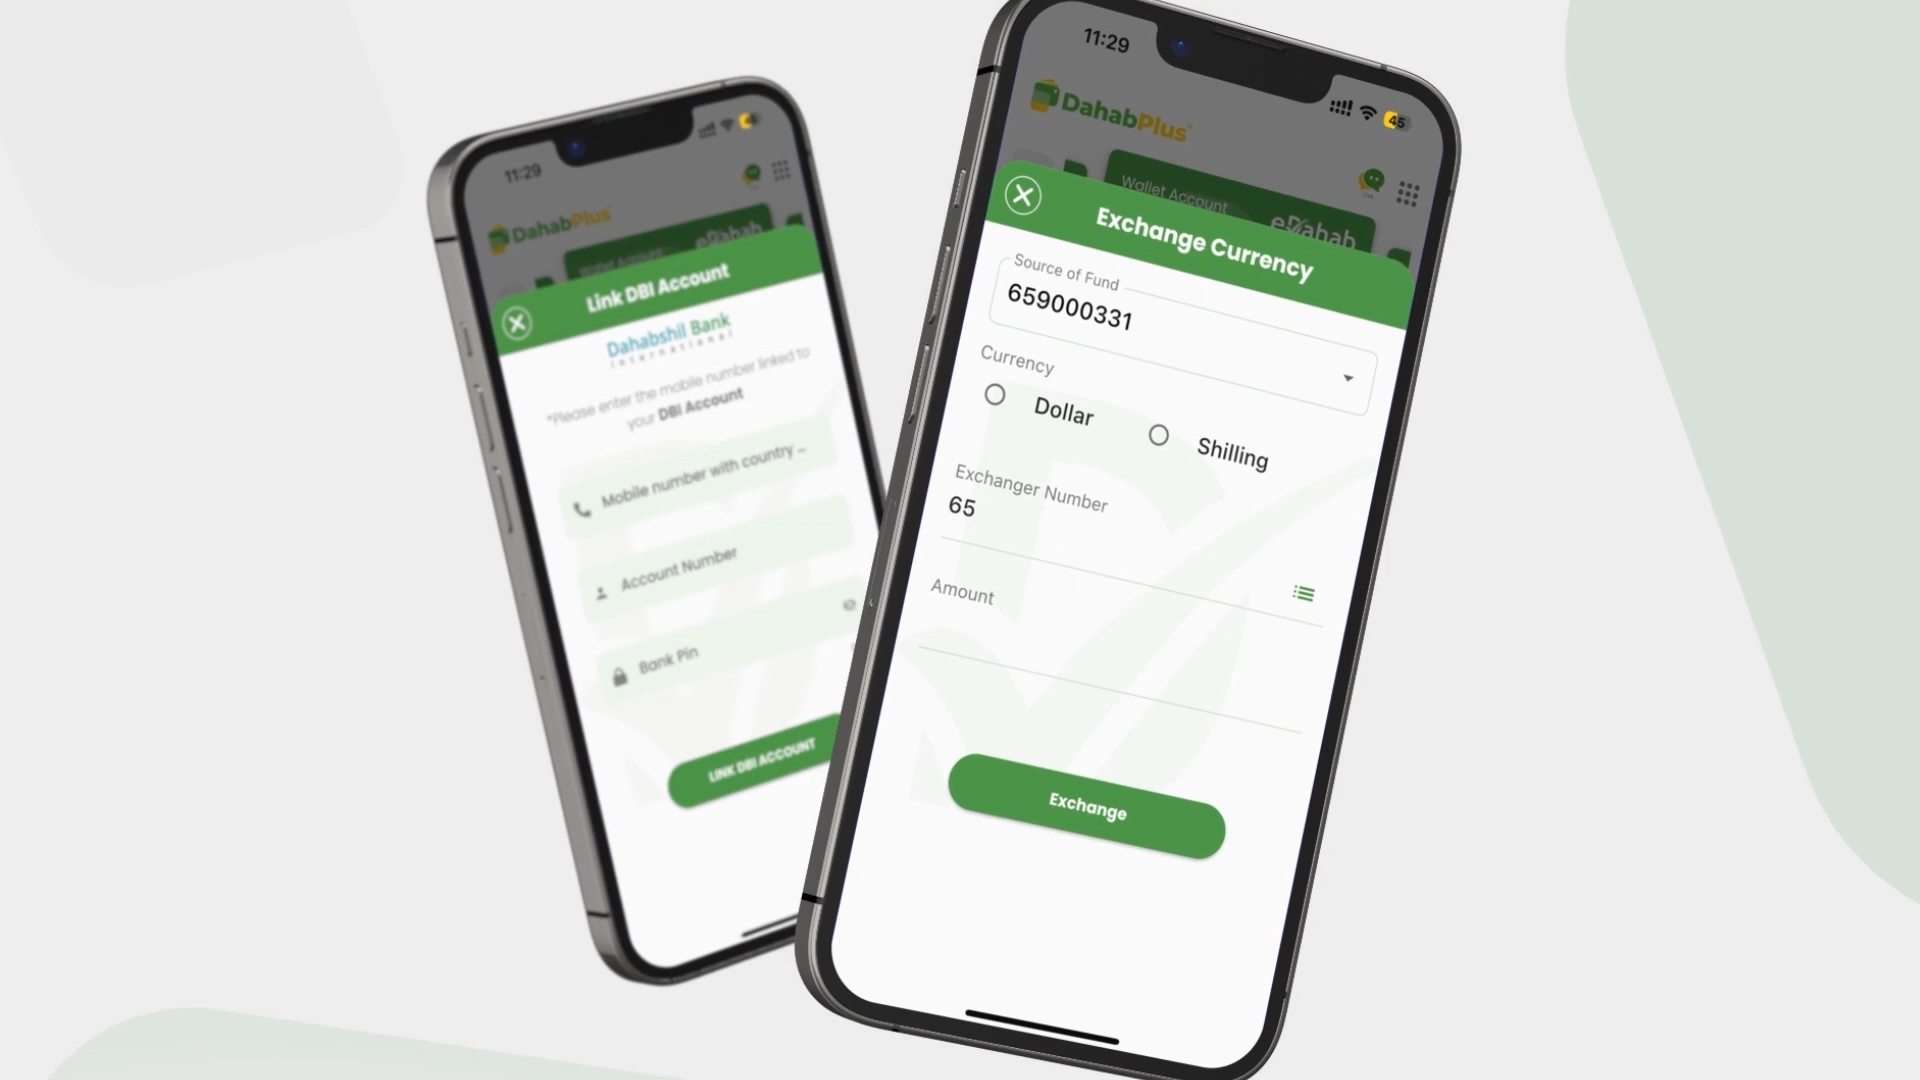 11:29
DahabPlus
Wallet Account
eDahab
Link DBI Account
Dahabshil Bank
International
*Please enter the mobile number linked to
your DBI Account
Mobile number with country ...
Account Number
Bank Pin
LINK DBI ACCOUNT
11:29
45
DahabPlus
Wallet Account
eDahab
Exchange Currency
Source of Fund
659000331
Currency
Dollar
Shilling
Exchanger Number
65
Amount
Exchange